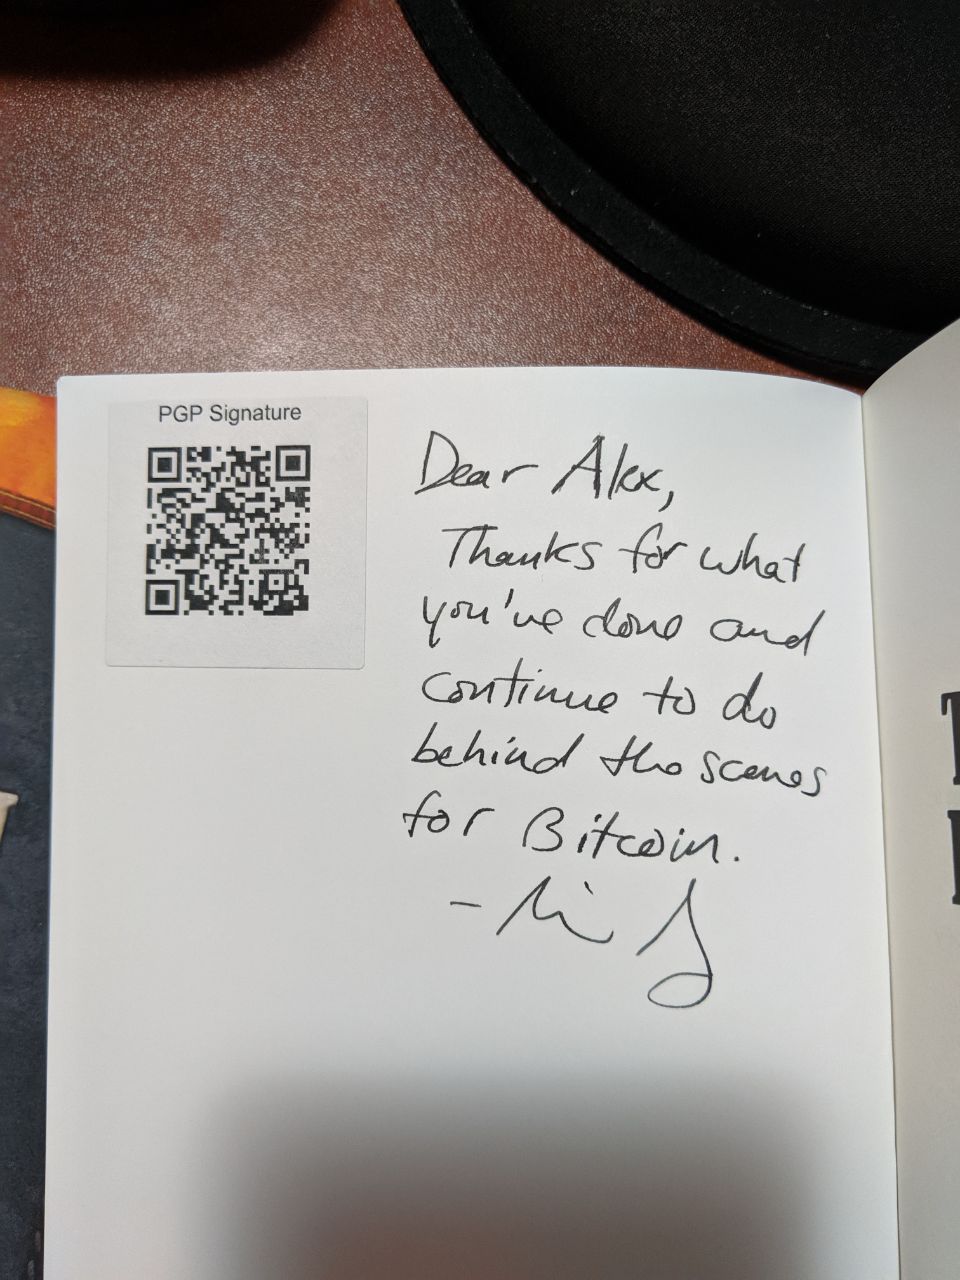 PGP Signature
Dear Alex,
Thanks for what
you've done and
continue to do
behind the scenes
for Bitcoin.